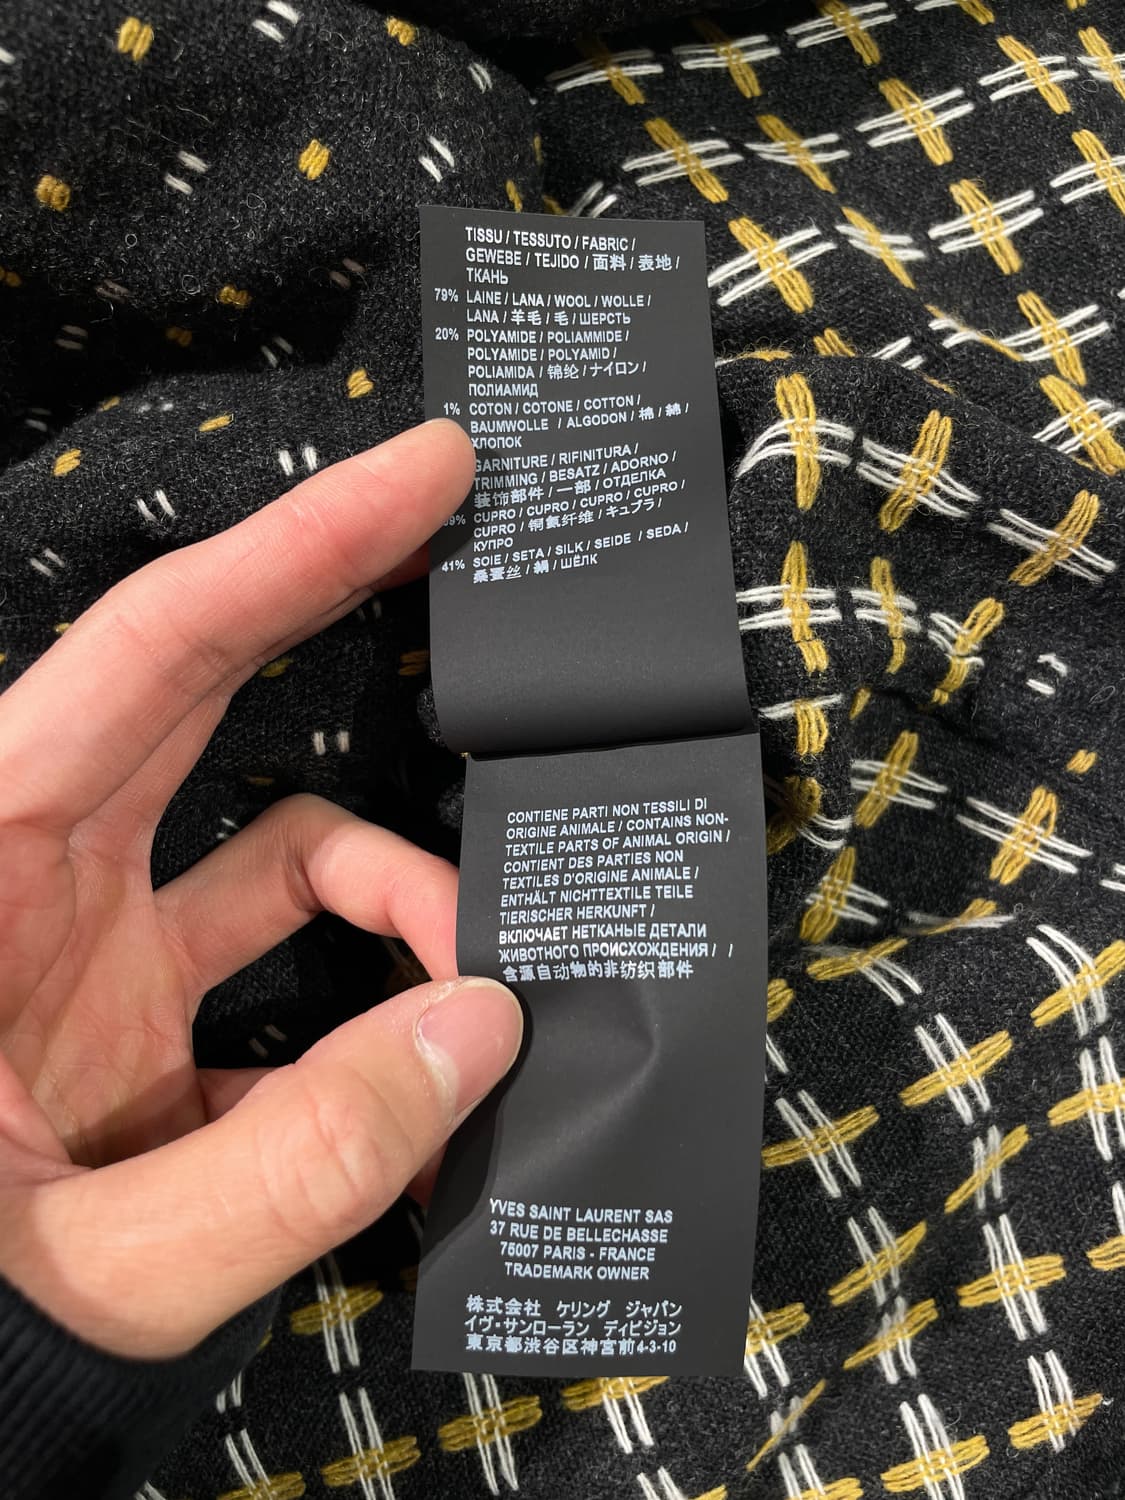 TISSU / TESSUTO / FABRIC /
GEWEBE / TEJIDO / 面料 / 表地 /
ТКАНЬ
79% LAINE / LANA / WOOL / WOLLE /
LANA / 羊毛 / 毛 / ШЕРСТЬ
20% POLYAMIDE / POLIAMMIDE /
POLYAMIDE / POLYAMID /
POLIAMIDA / 锦纶 / ナイロン /
ПОЛИАМИД
1% COTON / COTONE / COTTON /
BAUMWOLLE / ALGODON / 棉 / 綿 /
ХЛОПОК
GARNITURE / RIFINITURA /
TRIMMING / BESATZ / ADORNO /
装饰部件 / 一部 / ОТДЕЛКА
9% CUPRO / CUPRO / CUPRO / CUPRO /
CUPRO / 铜氨纤维 / キュプラ /
КУПРО
41% SOIE / SETA / SILK / SEIDE / SEDA /
桑蚕丝 / 絹 / ШЁЛК
CONTIENE PARTI NON TESSILI DI
ORIGINE ANIMALE / CONTAINS NON-
TEXTILE PARTS OF ANIMAL ORIGIN /
CONTIENT DES PARTIES NON
TEXTILES D'ORIGINE ANIMALE /
ENTHÄLT NICHTTEXTILE TEILE
TIERISCHER HERKUNFT /
ВКЛЮЧАЕТ НЕТКАНЫЕ ДЕТАЛИ
ЖИВОТНОГО ПРОИСХОЖДЕНИЯ / /
含源自动物的非纺织部件
YVES SAINT LAURENT SAS
37 RUE DE BELLECHASSE
75007 PARIS - FRANCE
TRADEMARK OWNER
株式会社 ケリング ジャパン
イヴ・サンローラン ディビジョン
東京都渋谷区神宮前4-3-10